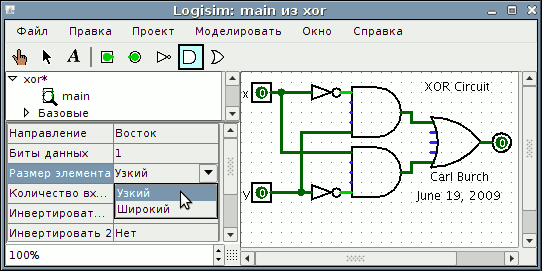 Logisim: main из xor
Файл Правка Проект Моделировать Окно Справка
A
xor*
main
Базовые
Направление Восток
Биты данных 1
Размер элемента Узкий
Количество вх...
Узкий
Инвертироват...
Широкий
Инвертировать 2 Нет
100%
x 0
XOR Circuit
0
Carl Burch
y 0
June 19, 2009